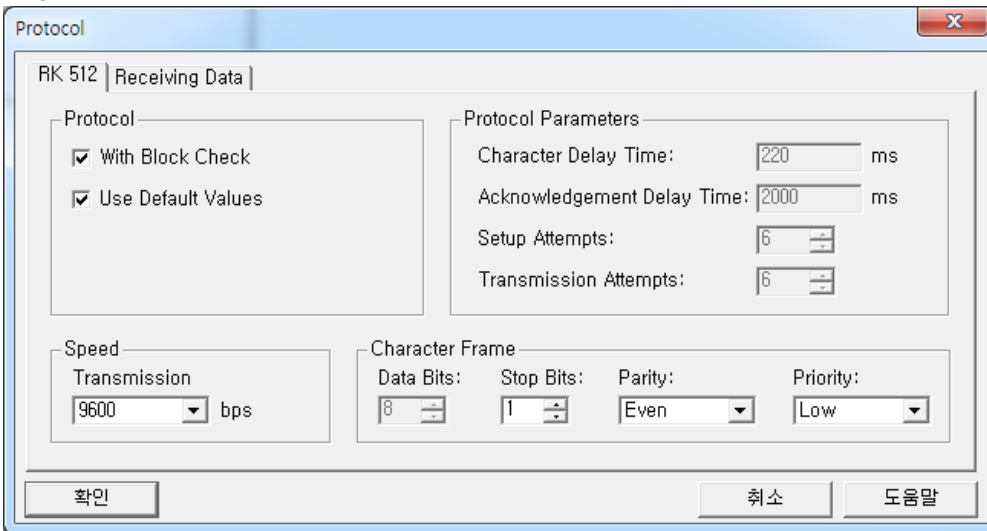 Protocol
RK 512
Receiving Data
Protocol
With Block Check
Use Default Values
Protocol Parameters
Character Delay Time: 220 ms
Acknowledgement Delay Time: 2000 ms
Setup Attempts: 6
Transmission Attempts: 6
Speed
Transmission
9600 bps
Character Frame
Data Bits: Stop Bits: Parity: Priority:
8 1 Even Low
확인 취소 도움말